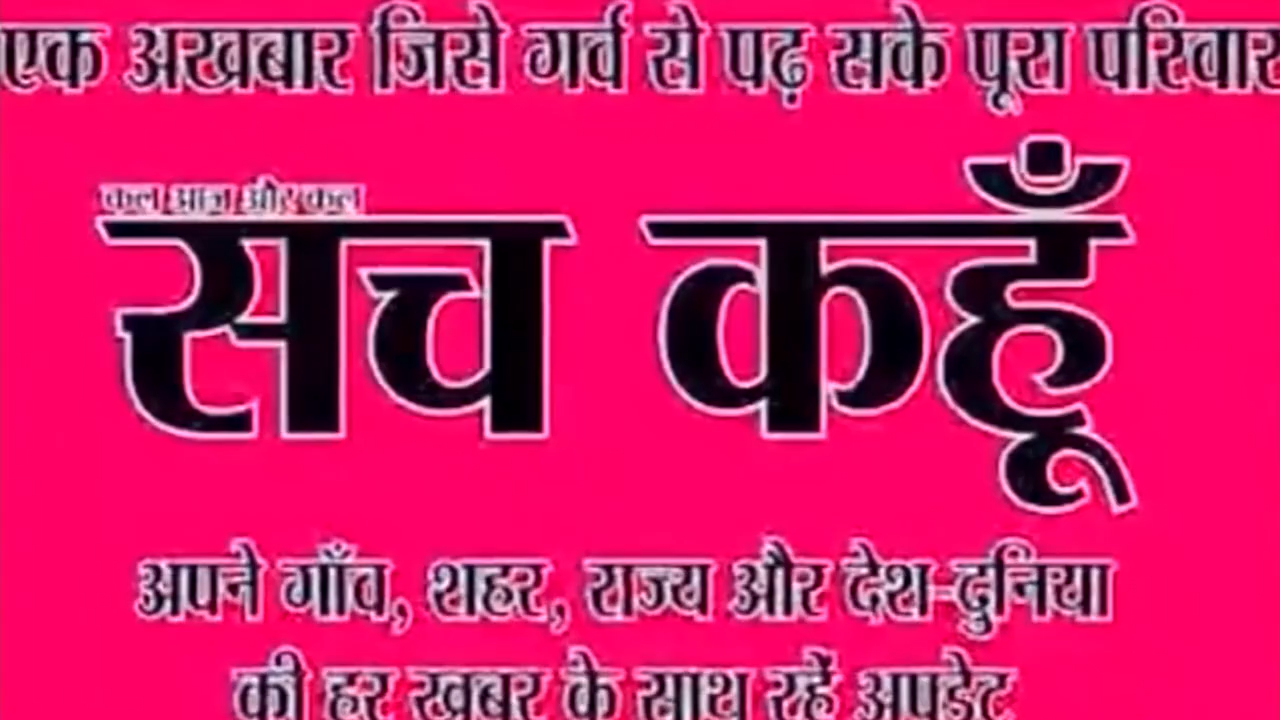 एक अखबार जिसे गर्व से पढ़ सके पूरा परिवार
कल आज और कल
सच कहूँ
अपने गाँव, शहर, राज्य और देश-दुनिया
की हर खबर के साथ रहें अपडेट